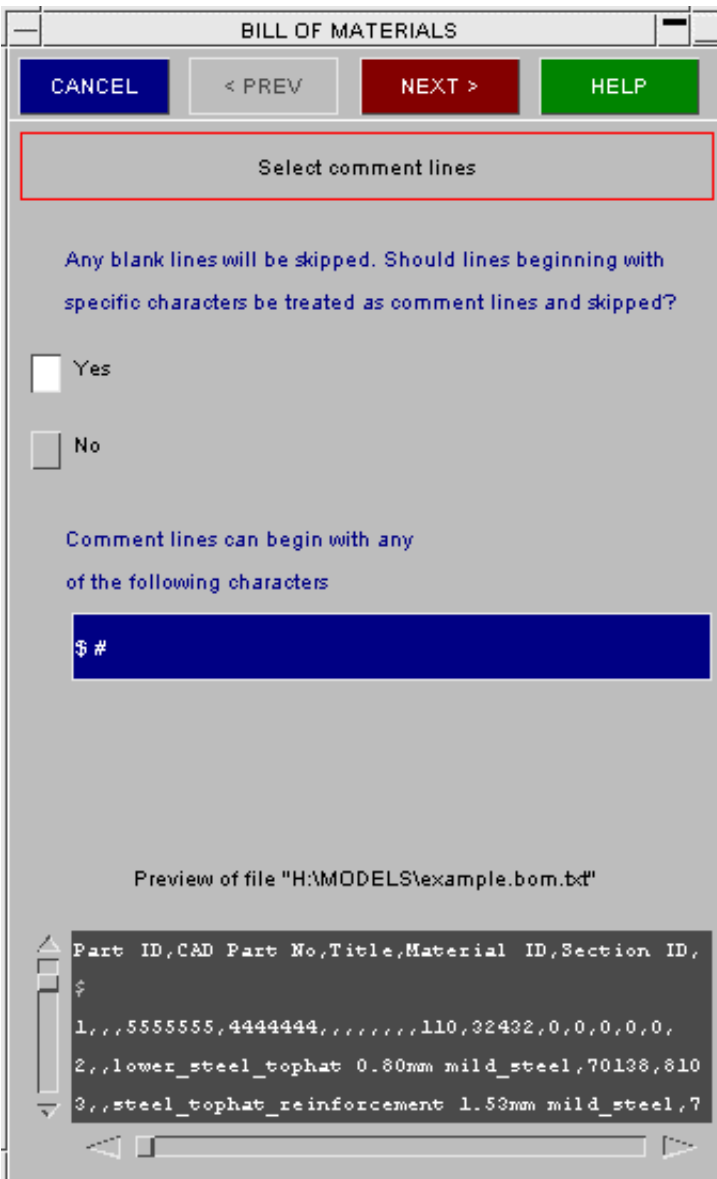 BILL OF MATERIALS
CANCEL
< PREV
NEXT >
HELP
Select comment lines
Any blank lines will be skipped. Should lines beginning with
specific characters be treated as comment lines and skipped?
Yes
No
Comment lines can begin with any
of the following characters
$ #
Preview of file "H:\MODELS\example.bom.txt"
Part ID,CAD Part No,Title,Material ID,Section ID,
$
1,,,5555555,4444444,,,,,,,,110,32432,0,0,0,0,0,
2,,lower_steel_tophat 0.80mm mild_steel,70138,810
3,,steel_tophat_reinforcement 1.53mm mild_steel,7